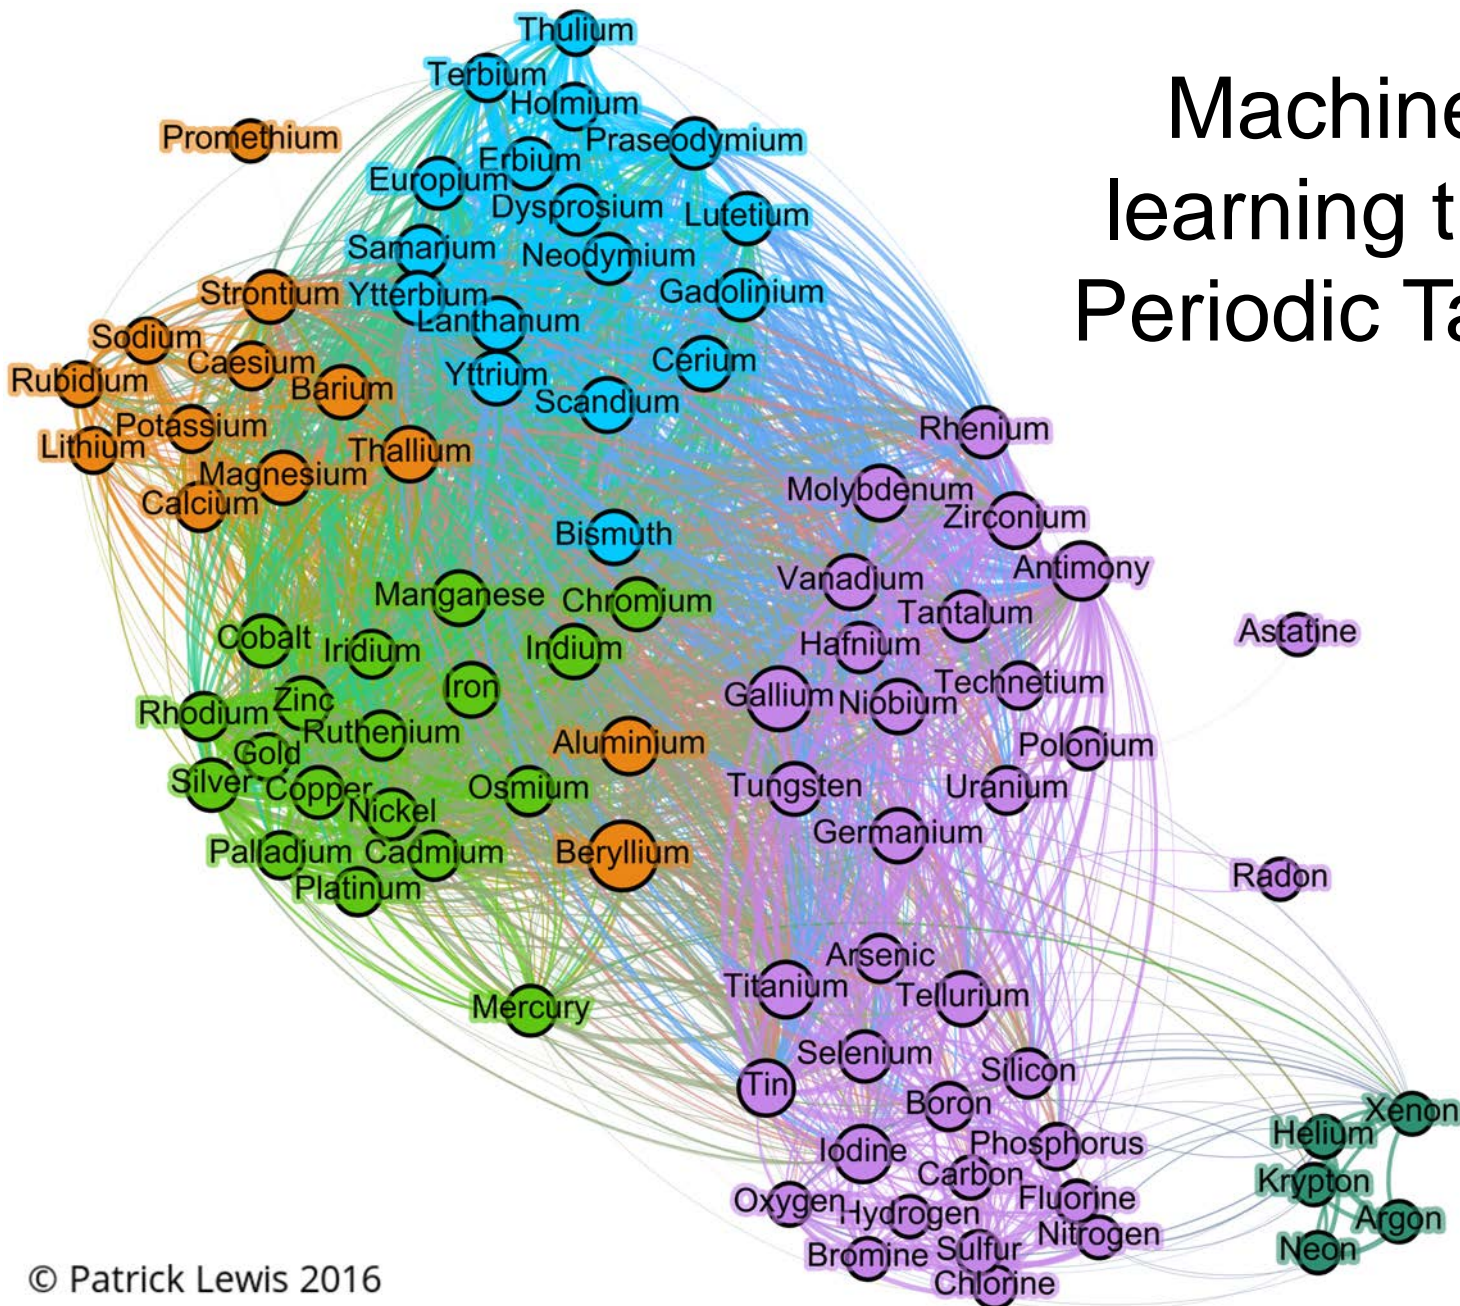 Machine
learning t
Periodic Ta
Thulium
Terbium
Holmium
Promethium
Praseodymium
Erbium
Europium
Dysprosium
Lutetium
Samarium
Neodymium
Strontium
Ytterbium
Gadolinium
Lanthanum
Sodium
Caesium
Cerium
Rubidium
Barium
Yttrium
Scandium
Potassium
Rhenium
Lithium
Thallium
Magnesium
Molybdenum
Calcium
Zirconium
Bismuth
Antimony
Vanadium
Manganese
Chromium
Tantalum
Astatine
Cobalt
Iridium
Indium
Hafnium
Iron
Technetium
Gallium
Niobium
Zinc
Rhodium
Ruthenium
Aluminium
Polonium
Gold
Silver
Copper
Osmium
Tungsten
Uranium
Nickel
Germanium
Palladium
Cadmium
Beryllium
Radon
Platinum
Arsenic
Titanium
Tellurium
Mercury
Selenium
Silicon
Tin
Boron
Xenon
Helium
Iodine
Phosphorus
Carbon
Krypton
Oxygen
Hydrogen
Fluorine
Argon
Nitrogen
Bromine
Sulfur
Neon
Chlorine
© Patrick Lewis 2016